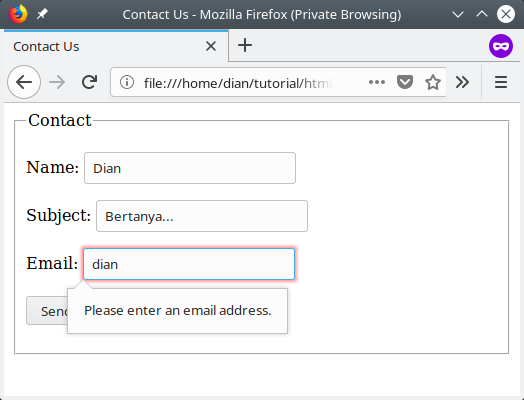 Contact Us - Mozilla Firefox (Private Browsing)
Contact Us
file:///home/dian/tutorial/html
Contact
Name: Dian
Subject: Bertanya...
Email: dian
Send
Please enter an email address.